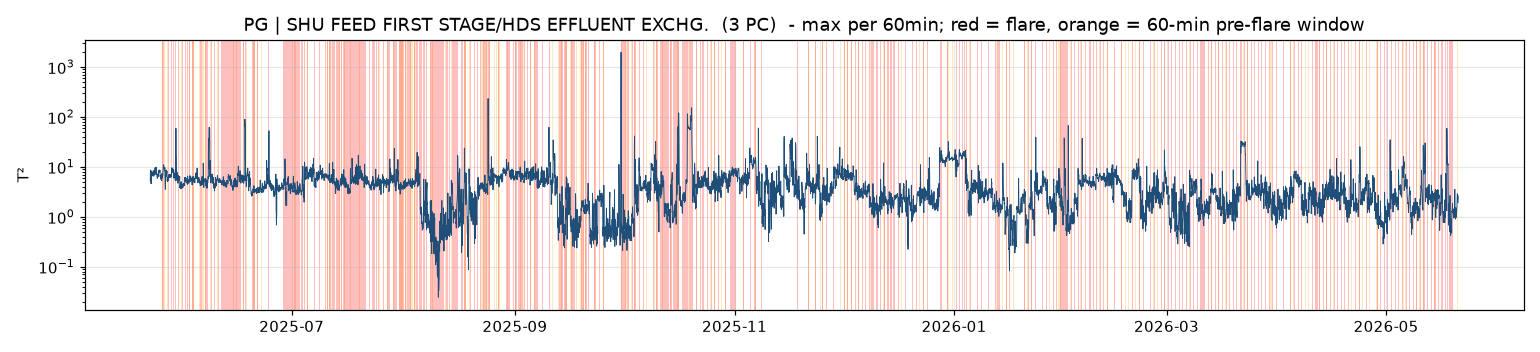 PG | SHU FEED FIRST STAGE/HDS EFFLUENT EXCHG.  (3 PC)  - max per 60min; red = flare, orange = 60-min pre-flare window
T²
10³
10²
10¹
10⁰
10⁻¹
2025-07 2025-09 2025-11 2026-01 2026-03 2026-05